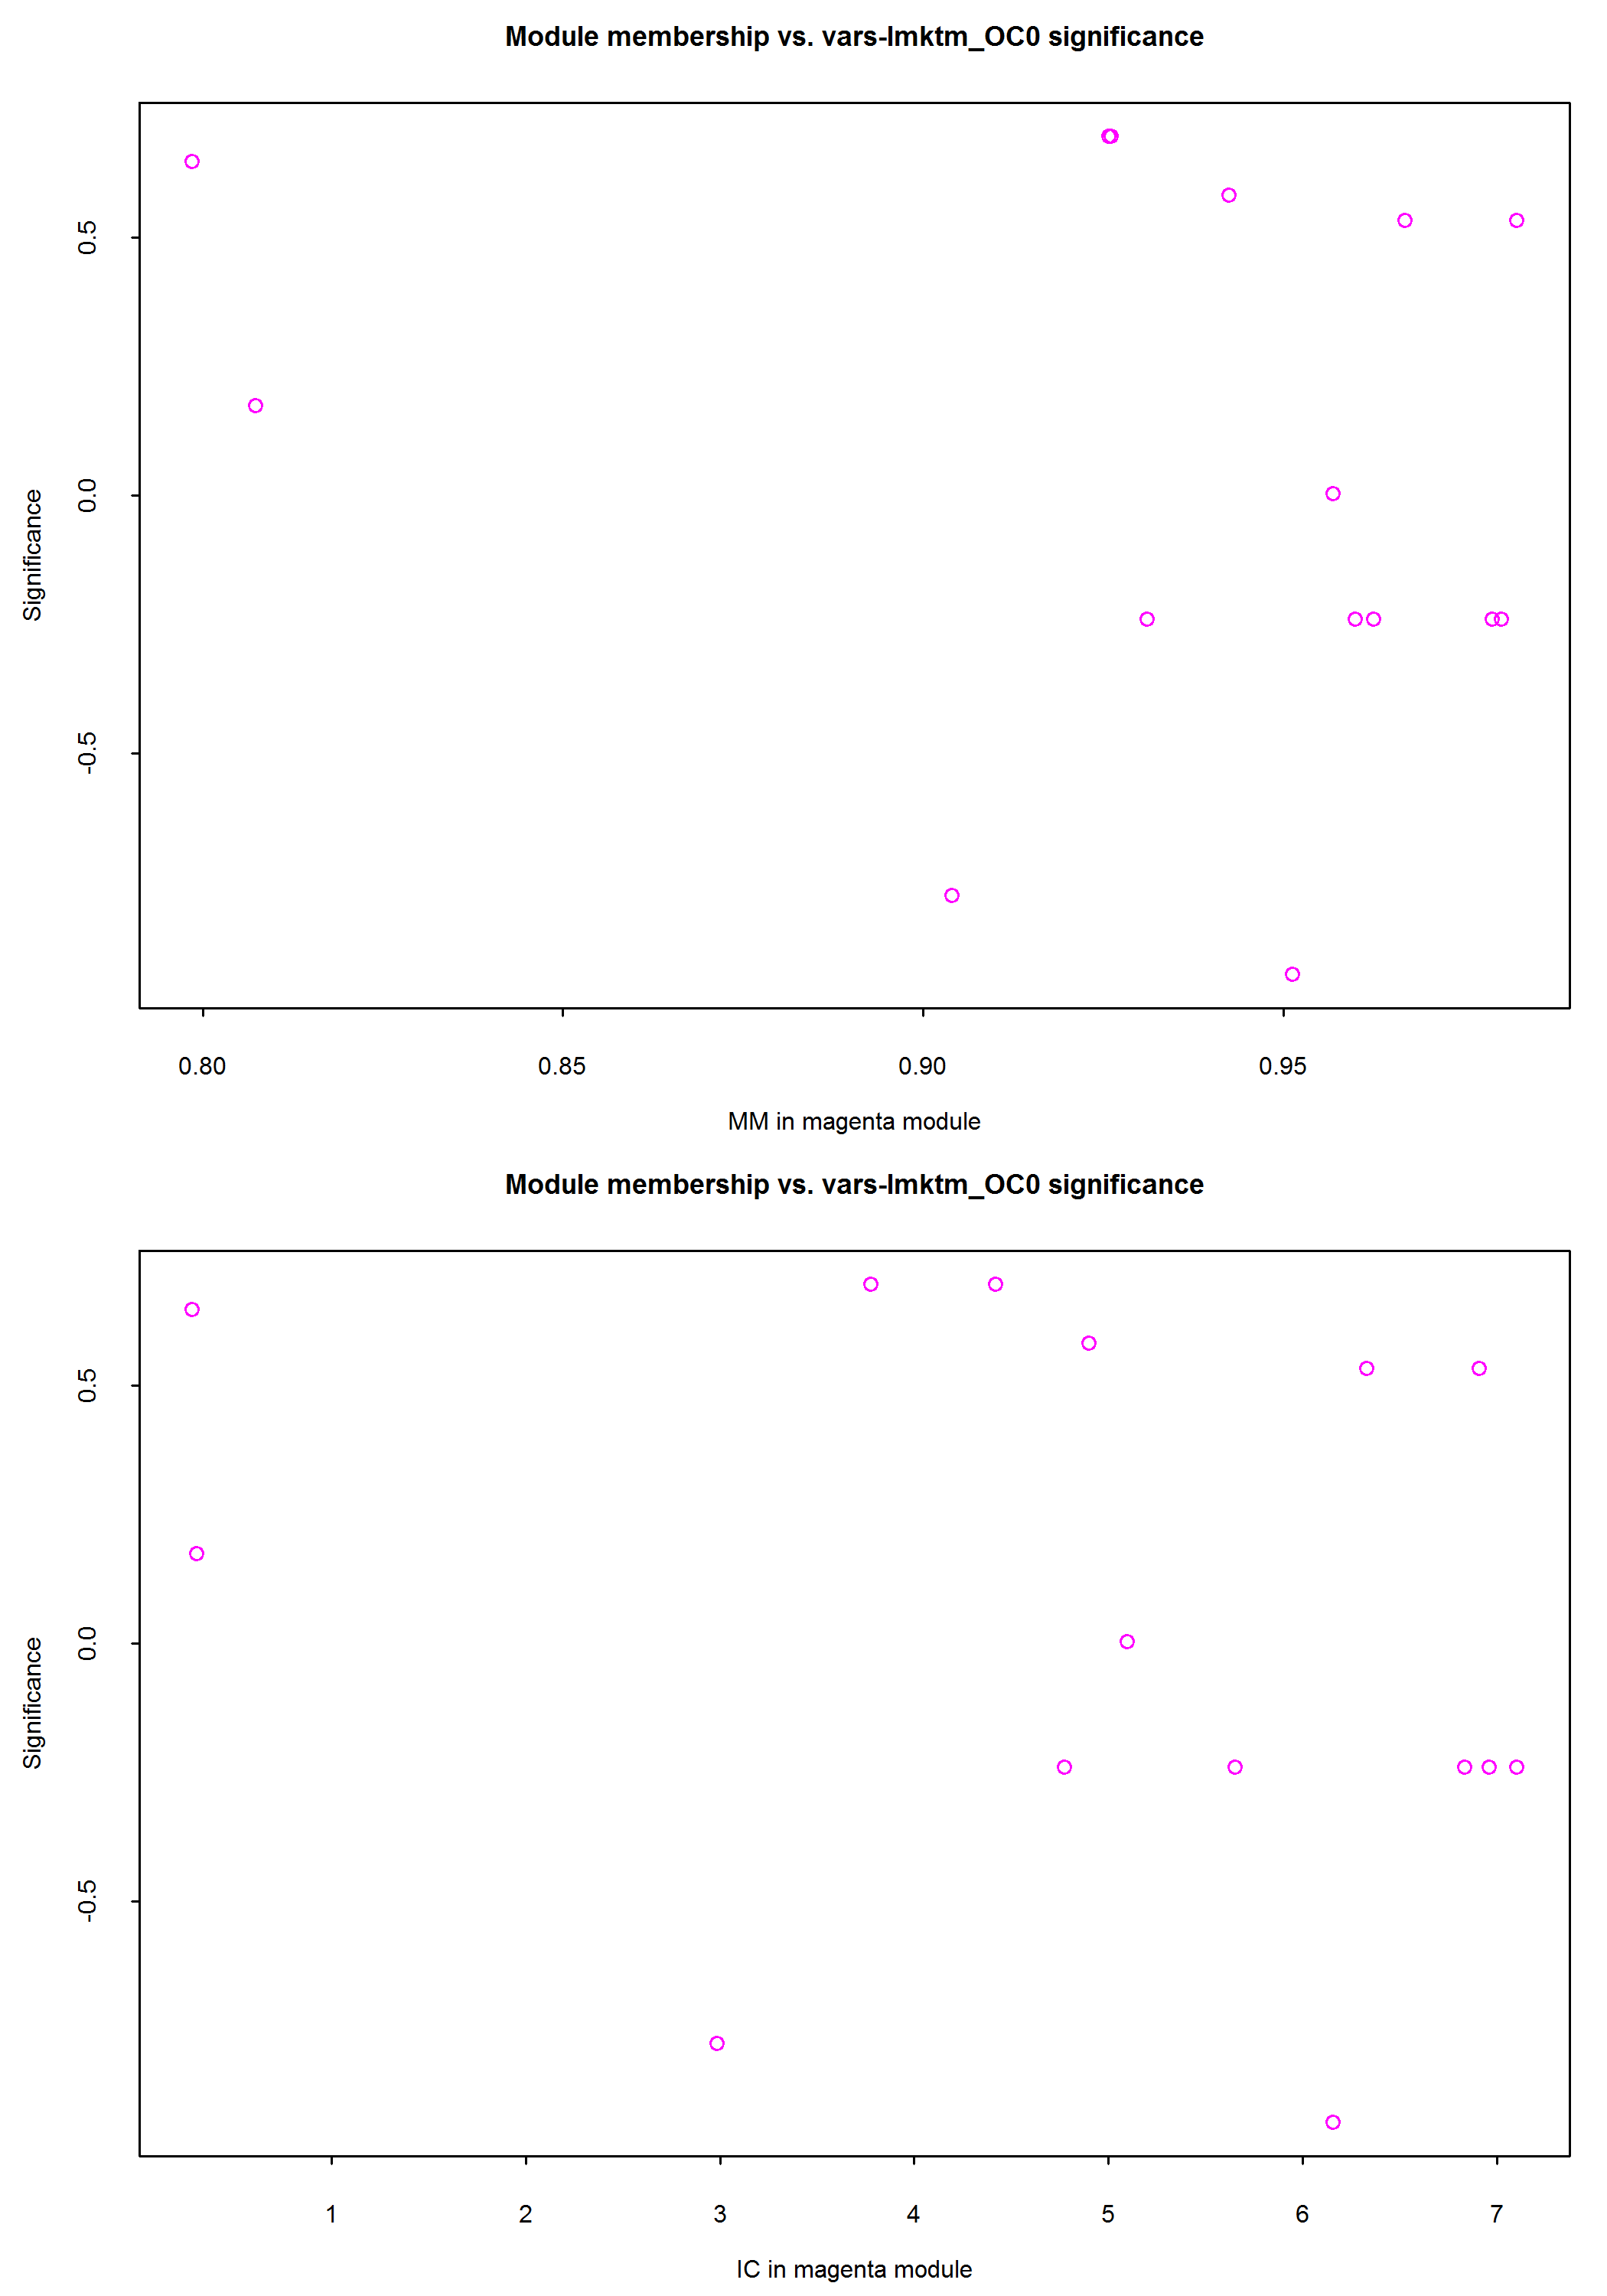 Module membership vs. vars-lmktm_OC0 significance
0.5
0.0
-0.5
Significance
0.80 0.85 0.90 0.95
MM in magenta module
Module membership vs. vars-lmktm_OC0 significance
0.5
0.0
-0.5
Significance
1 2 3 4 5 6 7
IC in magenta module